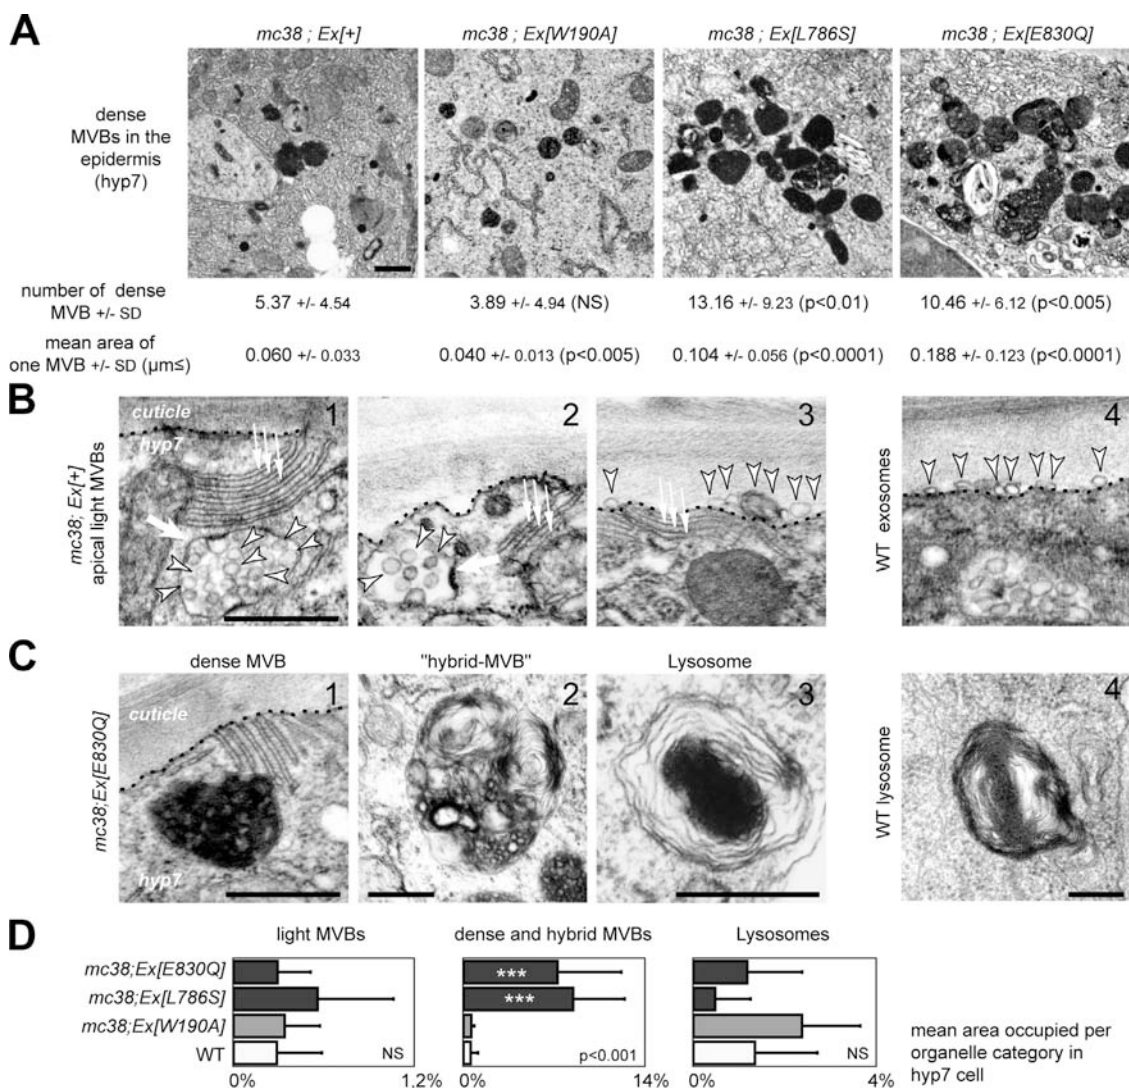 A
mc38 ; Ex[+]
mc38 ; Ex[W190A]
mc38 ; Ex[L786S]
mc38 ; Ex[E830Q]
dense
MVBs in the
epidermis
(hyp7)
number of dense
MVB +/- SD
5.37 +/- 4.54
3.89 +/- 4.94 (NS)
13.16 +/- 9.23 (p<0.01)
10.46 +/- 6.12 (p<0.005)
mean area of
one MVB +/- SD (µm≤)
0.060 +/- 0.033
0.040 +/- 0.013 (p<0.005)
0.104 +/- 0.056 (p<0.0001)
0.188 +/- 0.123 (p<0.0001)
B
mc38; Ex[+]
apical light MVBs
cuticle
hyp7
1
2
3
WT exosomes
4
C
dense MVB
"hybrid-MVB"
Lysosome
mc38;Ex[E830Q]
cuticle
hyp7
1
2
3
WT lysosome
4
D
light MVBs
dense and hybrid MVBs
Lysosomes
mc38;Ex[E830Q]
mc38;Ex[L786S]
mc38;Ex[W190A]
WT
***
***
NS
p<0.001
NS
0%
1.2%
0%
14%
0%
4%
mean area occupied per
organelle category in
hyp7 cell